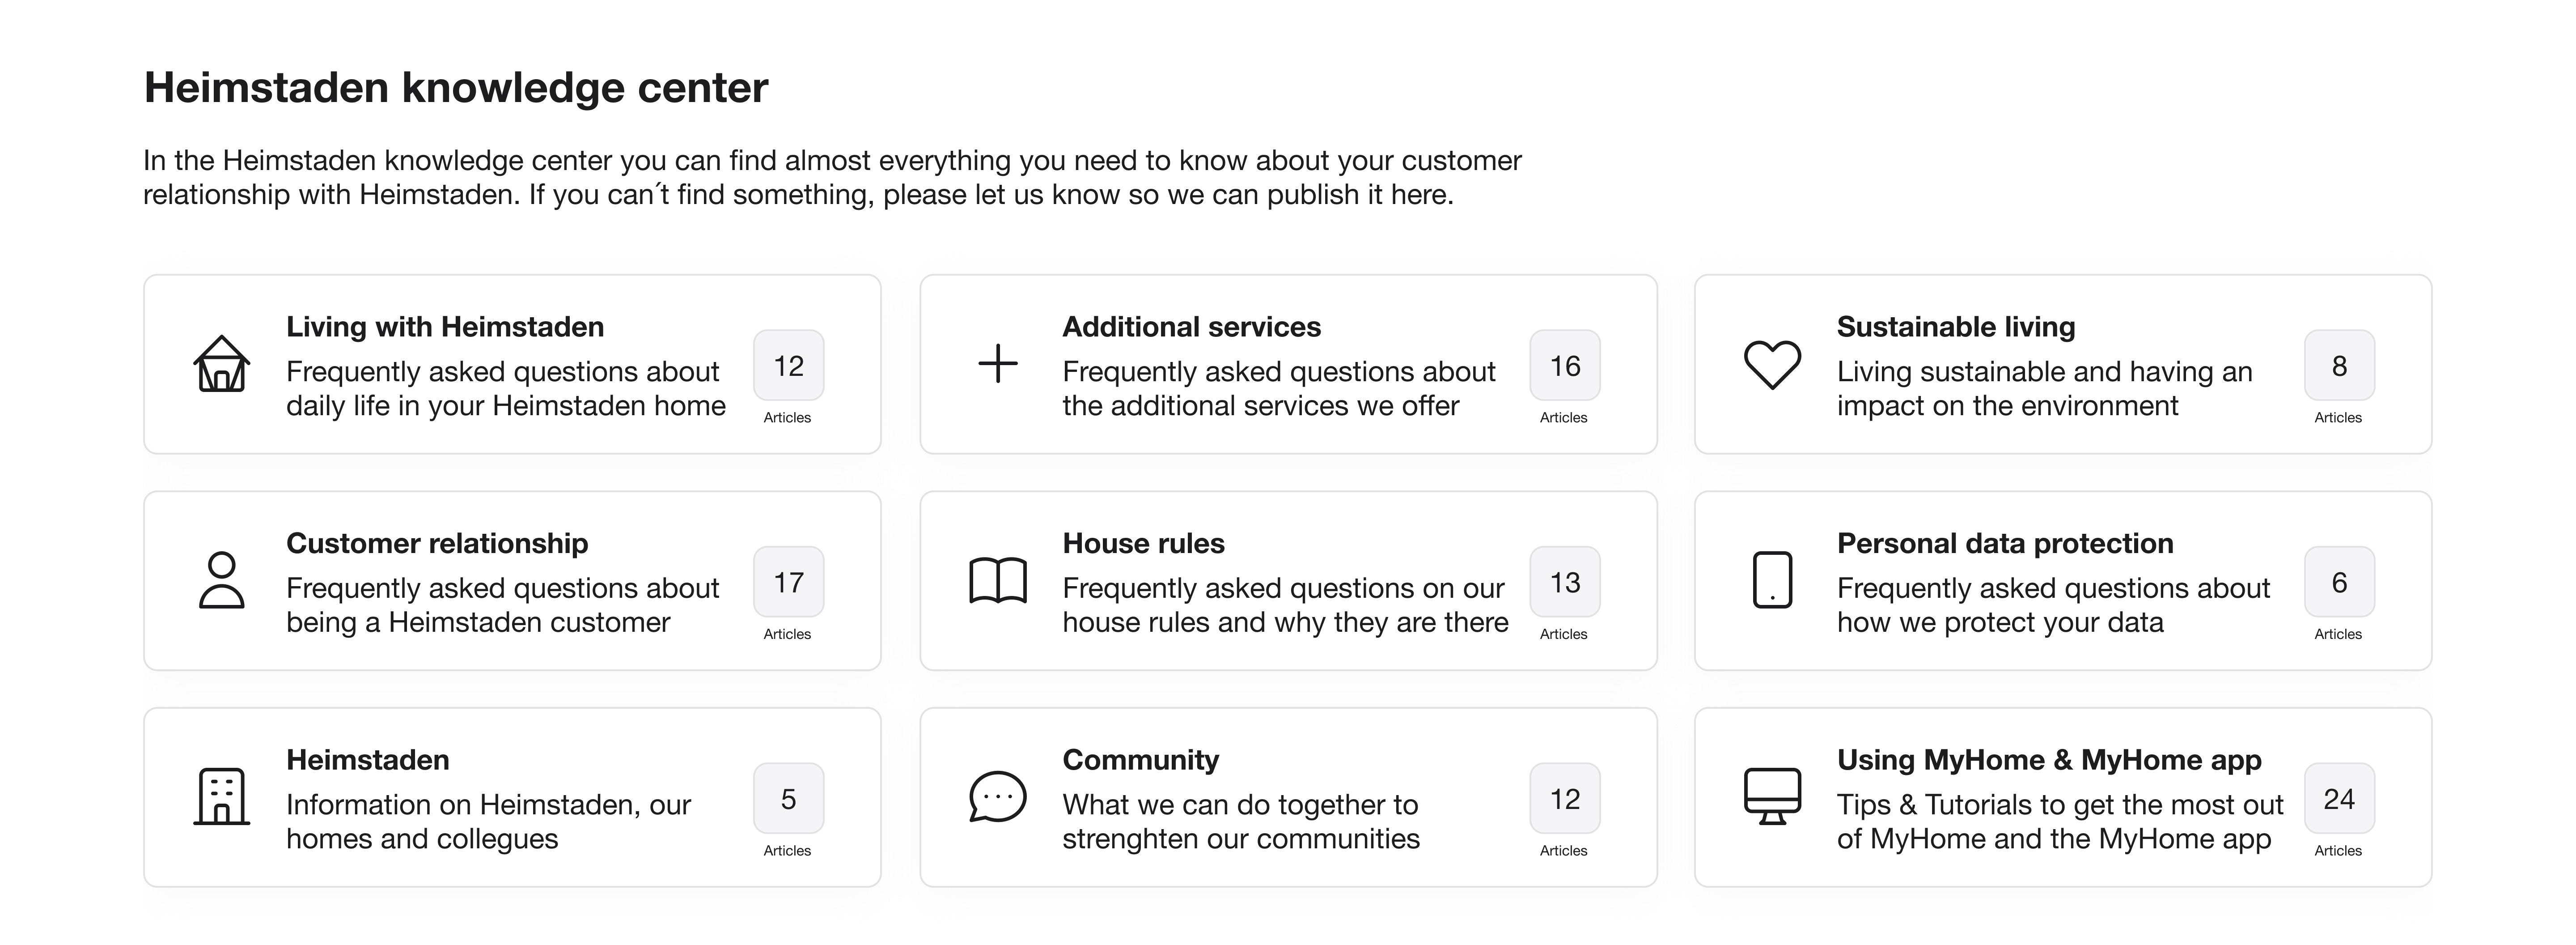 Heimstaden knowledge center
In the Heimstaden knowledge center you can find almost everything you need to know about your customer
relationship with Heimstaden. If you can´t find something, please let us know so we can publish it here.
Living with Heimstaden
Frequently asked questions about
daily life in your Heimstaden home
12
Articles
Additional services
Frequently asked questions about
the additional services we offer
16
Articles
Sustainable living
Living sustainable and having an
impact on the environment
8
Articles
Customer relationship
Frequently asked questions about
being a Heimstaden customer
17
Articles
House rules
Frequently asked questions on our
house rules and why they are there
13
Articles
Personal data protection
Frequently asked questions about
how we protect your data
6
Articles
Heimstaden
Information on Heimstaden, our
homes and collegues
5
Articles
Community
What we can do together to
strenghten our communities
12
Articles
Using MyHome & MyHome app
Tips & Tutorials to get the most out
of MyHome and the MyHome app
24
Articles